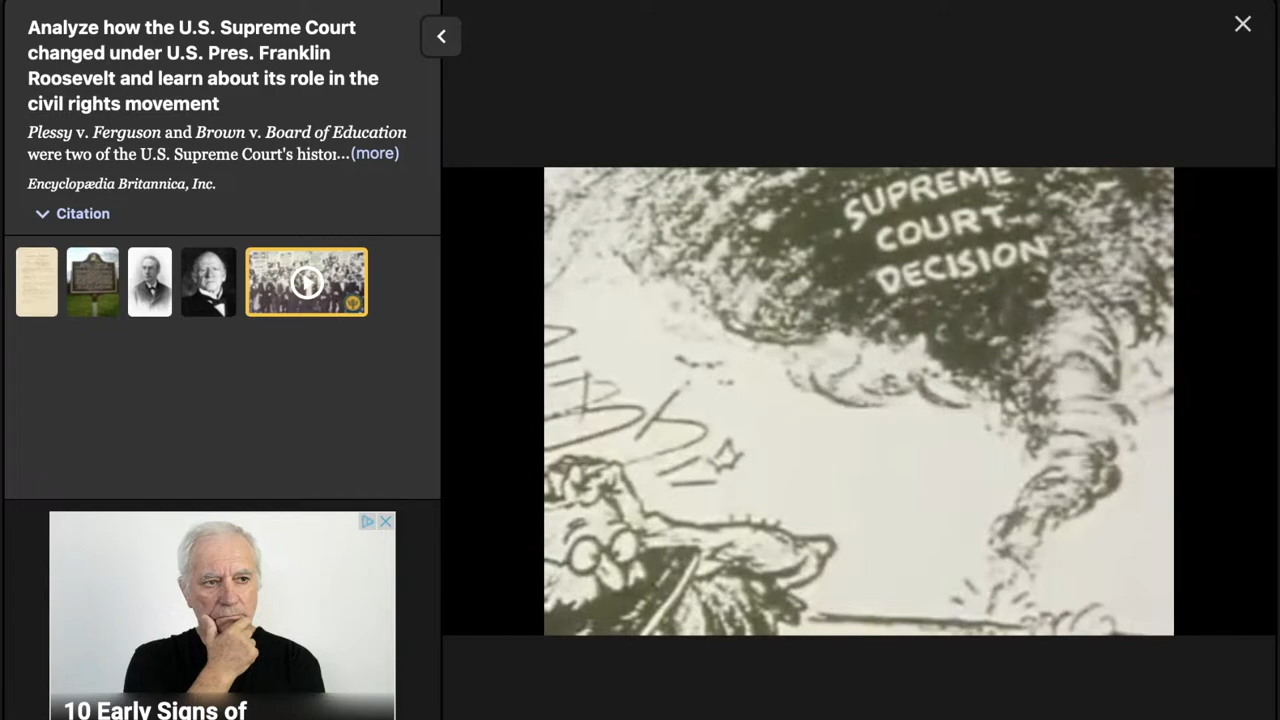 Analyze how the U.S. Supreme Court
changed under U.S. Pres. Franklin
Roosevelt and learn about its role in the
civil rights movement
Plessy v. Ferguson and Brown v. Board of Education
were two of the U.S. Supreme Court's histor...(more)
Encyclopædia Britannica, Inc.
Citation
SUPREME
COURT
DECISION
10 Early Signs of